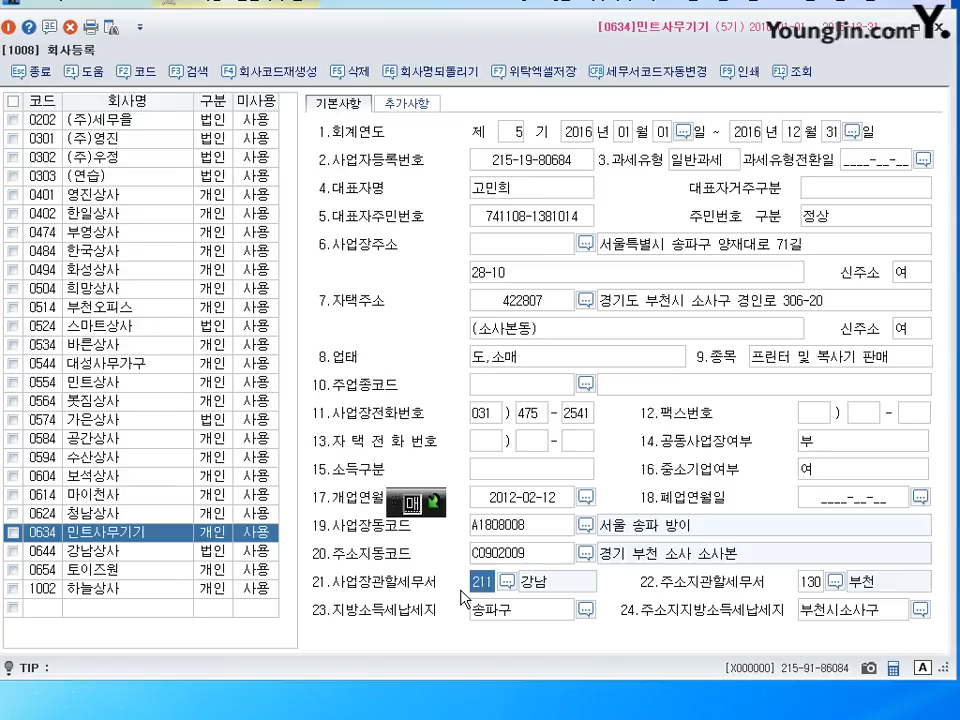 [0634]민트사무기기 (5기) 2016-01-01 ~ 2016-12-31
YoungJin.com Y.
[1008] 회사등록
Esc 종료 F1 도움 F2 코드 F3 검색 F4 회사코드재생성 F5 삭제 F6 회사명되돌리기 F7 위탁엑셀저장 CF8 세무서코드자동변경 F9 인쇄 F12 조회
코드 회사명 구분 미사용
0202 (주)세무을 법인 사용
0301 (주)영진 법인 사용
0302 (주)우정 법인 사용
0303 (연습) 법인 사용
0401 영진상사 개인 사용
0402 한일상사 개인 사용
0474 부영상사 개인 사용
0484 한국상사 개인 사용
0494 화성상사 개인 사용
0504 희망상사 개인 사용
0514 부천오피스 개인 사용
0524 스마트상사 법인 사용
0534 바른상사 개인 사용
0544 대성사무가구 개인 사용
0554 민트상사 개인 사용
0564 봇짐상사 개인 사용
0574 가은상사 법인 사용
0584 공간상사 개인 사용
0594 수산상사 개인 사용
0604 보석상사 개인 사용
0614 마이천사 개인 사용
0624 청남상사 개인 사용
0634 민트사무기기 개인 사용
0644 강남상사 법인 사용
0654 토이즈원 개인 사용
1002 하늘상사 개인 사용
기본사항 추가사항
1.회계연도 제 5 기 2016 년 01 월 01 일 ~ 2016 년 12 월 31 일
2.사업자등록번호 215-19-80684 3.과세유형 일반과세 과세유형전환일 ____-__-__
4.대표자명 고민희 대표자거주구분
5.대표자주민번호 741108-1381014 주민번호 구분 정상
6.사업장주소 서울특별시 송파구 양재대로 71길
28-10 신주소 여
7.자택주소 422807 경기도 부천시 소사구 경인로 306-20
(소사본동) 신주소 여
8.업태 도,소매 9.종목 프린터 및 복사기 판매
10.주업종코드
11.사업장전화번호 031 ) 475 - 2541 12.팩스번호 ) -
13.자 택 전 화 번 호 ) - 14.공동사업장여부 부
15.소득구분 16.중소기업여부 여
17.개업연월 2012-02-12 18.폐업연월일 ____-__-__
19.사업장동코드 A1808008 서울 송파 방이
20.주소지동코드 C0902009 경기 부천 소사 소사본
21.사업장관할세무서 211 강남 22.주소지관할세무서 130 부천
23.지방소득세납세지 송파구 24.주소지지방소득세납세지 부천시소사구
TIP : [X000000] 215-91-86084 A